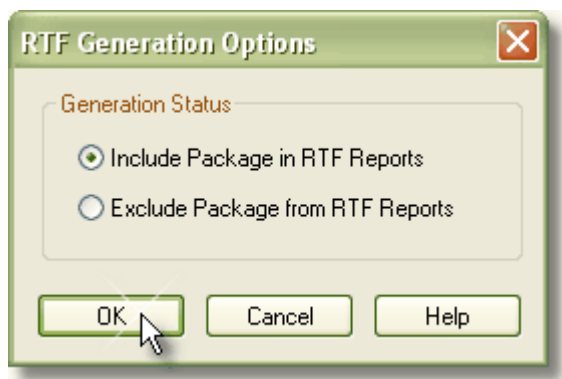 RTF Generation Options
Generation Status
Include Package in RTF Reports
Exclude Package from RTF Reports
OK Cancel Help